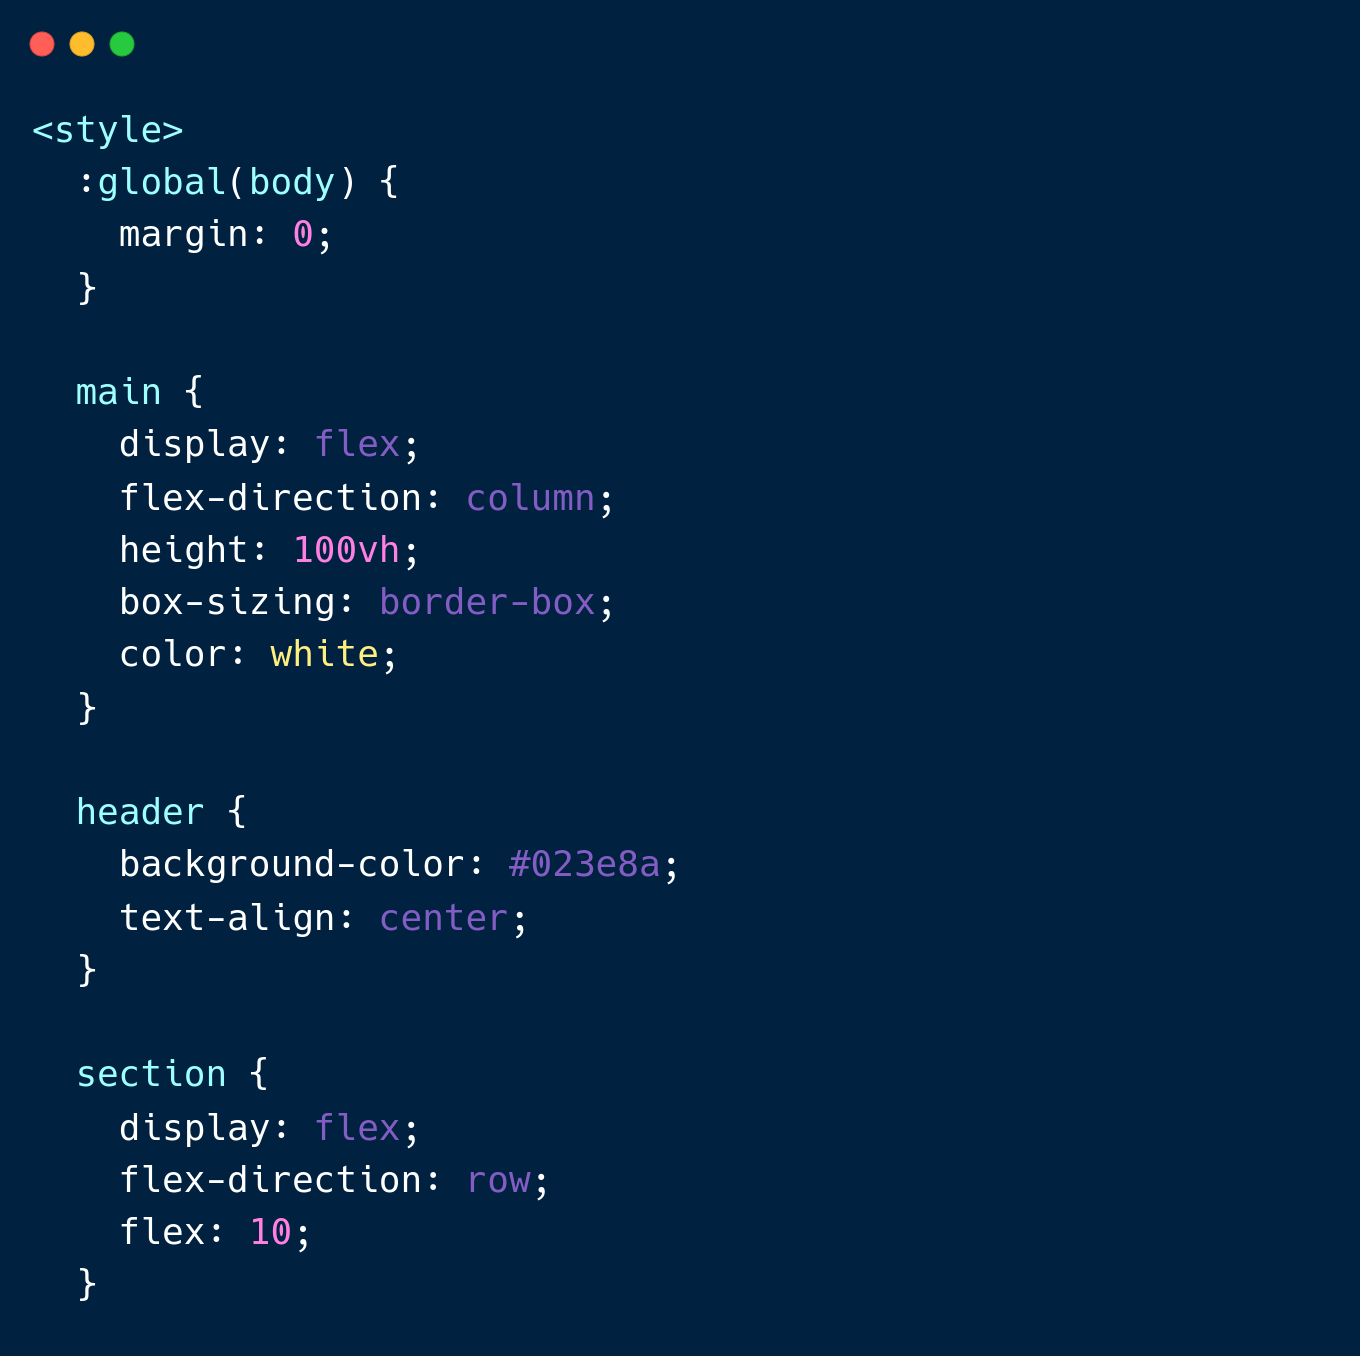 <style>
  :global(body) {
    margin: 0;
  }

  main {
    display: flex;
    flex-direction: column;
    height: 100vh;
    box-sizing: border-box;
    color: white;
  }

  header {
    background-color: #023e8a;
    text-align: center;
  }

  section {
    display: flex;
    flex-direction: row;
    flex: 10;
  }